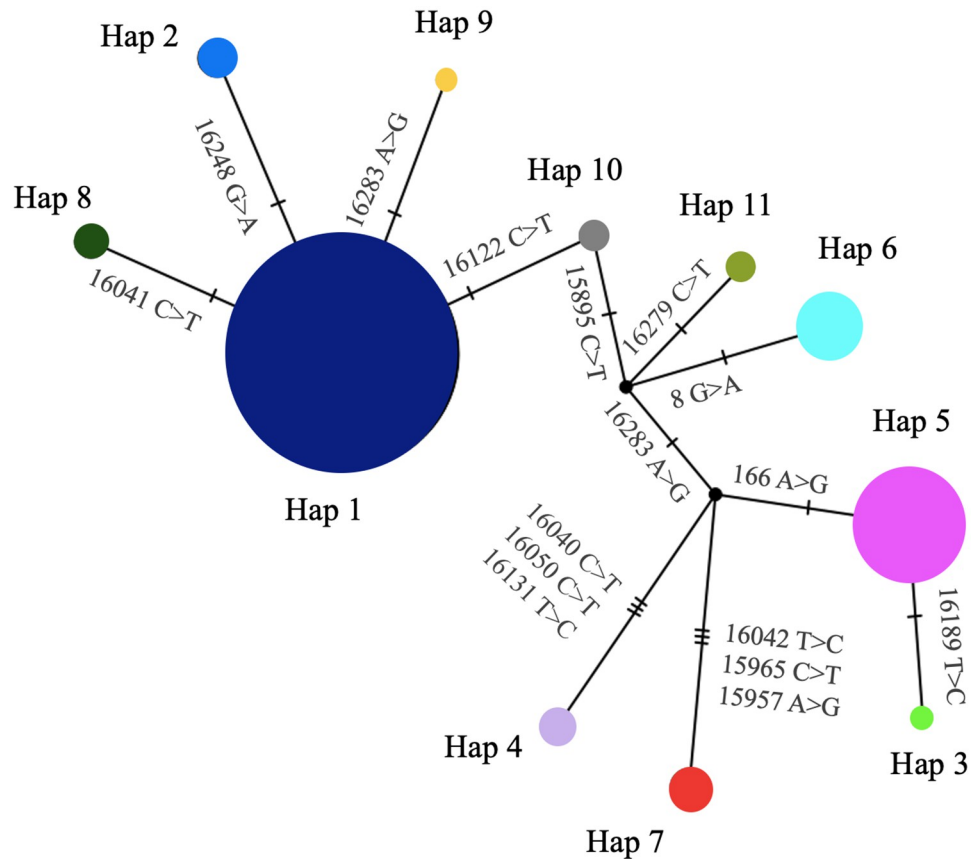 Hap 2
Hap 9
16248 G>A
16283 A>G
Hap 8
16041 C>T
Hap 1
16122 C>T
Hap 10
15895 C>T
Hap 11
16279 C>T
Hap 6
8 G>A
16283 A>G
Hap 5
166 A>G
16040 C>T
16050 C>T
16131 T>C
16042 T>C
15965 C>T
15957 A>G
16189 T>C
Hap 4
Hap 7
Hap 3